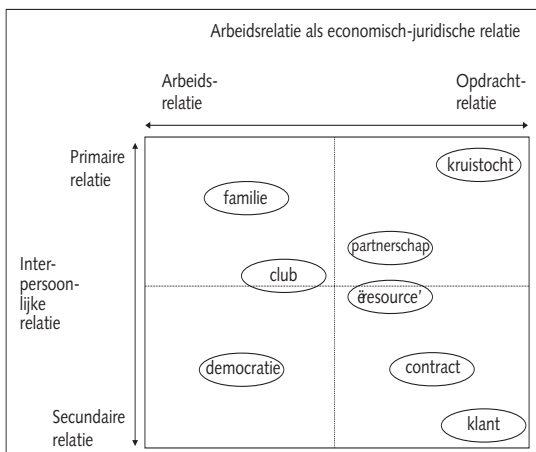 Arbeidsrelatie als economisch-juridische relatie
Arbeids-
relatie
Opdracht-
relatie
Primaire
relatie
kruistocht
familie
partnerschap
Inter-
persoon-
lijke
relatie
club
ëresource'
democratie
contract
Secundaire
relatie
klant